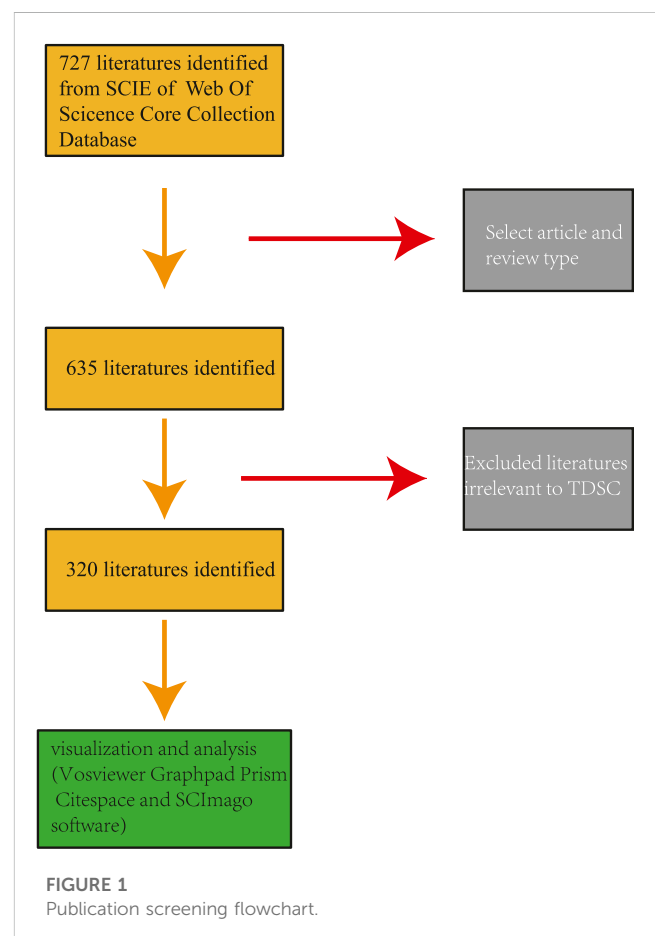 727 literatures identified
from SCIE of Web Of
Scicence Core Collection
Database
Select article and
review type
635 literatures identified
Excluded literatures
irrelevant to TDSC
320 literatures identified
visualization and analysis
(Vosviewer Graphpad Prism
Citespace and SCImago
software)
FIGURE 1
Publication screening flowchart.